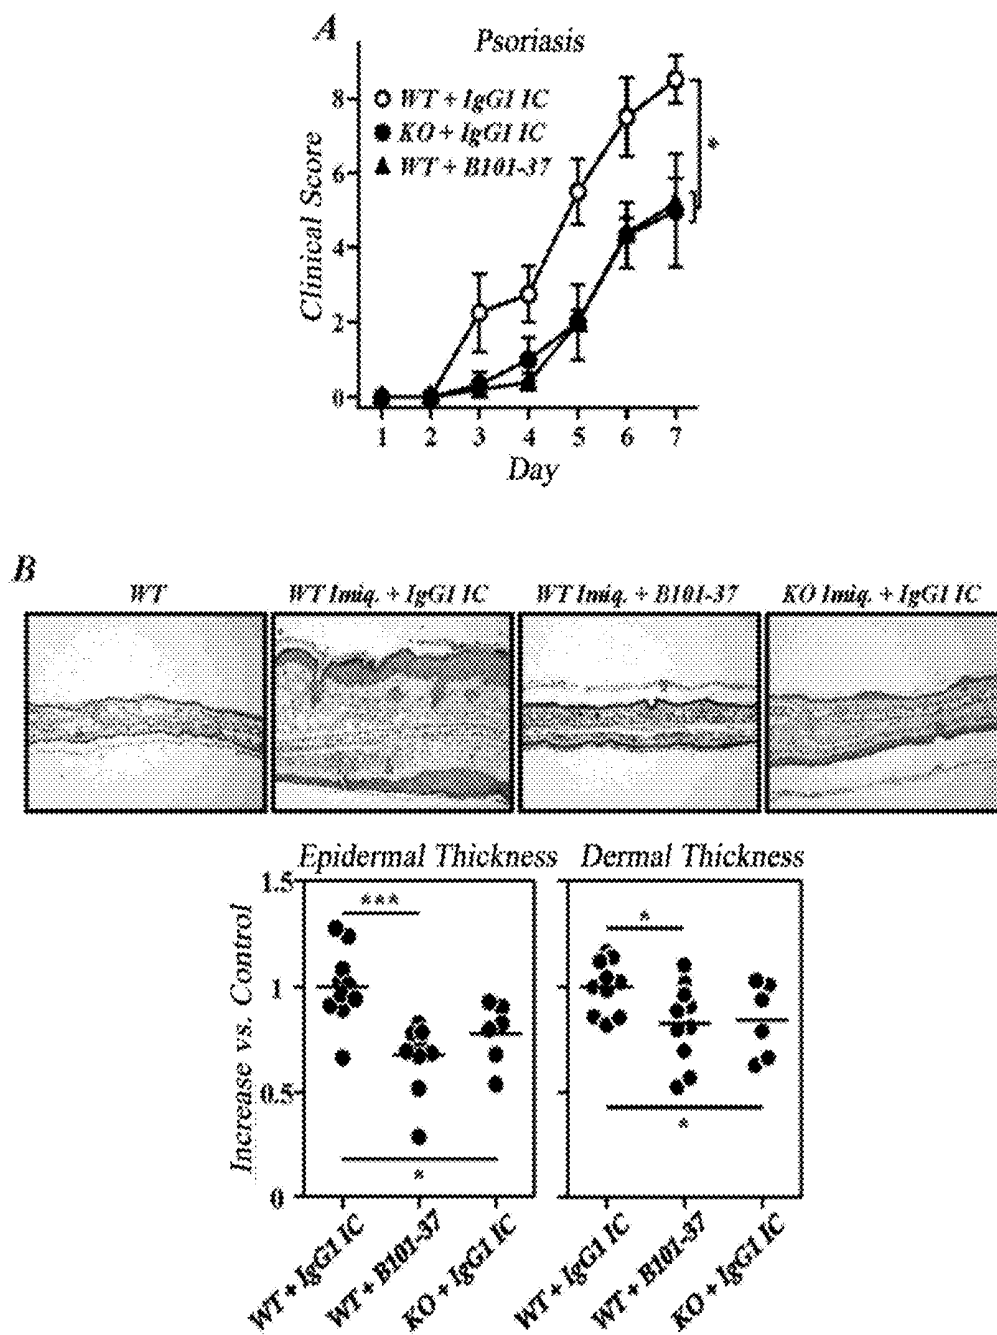 A
Psoriasis
Clinical Score
8
6
4
2
0
WT + IgG1 IC
KO + IgG1 IC
WT + B101-37
*
1 2 3 4 5 6 7
Day
B
WT
WT Imiq. + IgG1 IC
WT Imiq. + B101-37
KO Imiq. + IgG1 IC
Epidermal Thickness
Dermal Thickness
Increase vs. Control
1.5
1
0.5
0
***
*
*
*
WT + IgG1 IC
WT + B101-37
KO + IgG1 IC
WT + IgG1 IC
WT + B101-37
KO + IgG1 IC